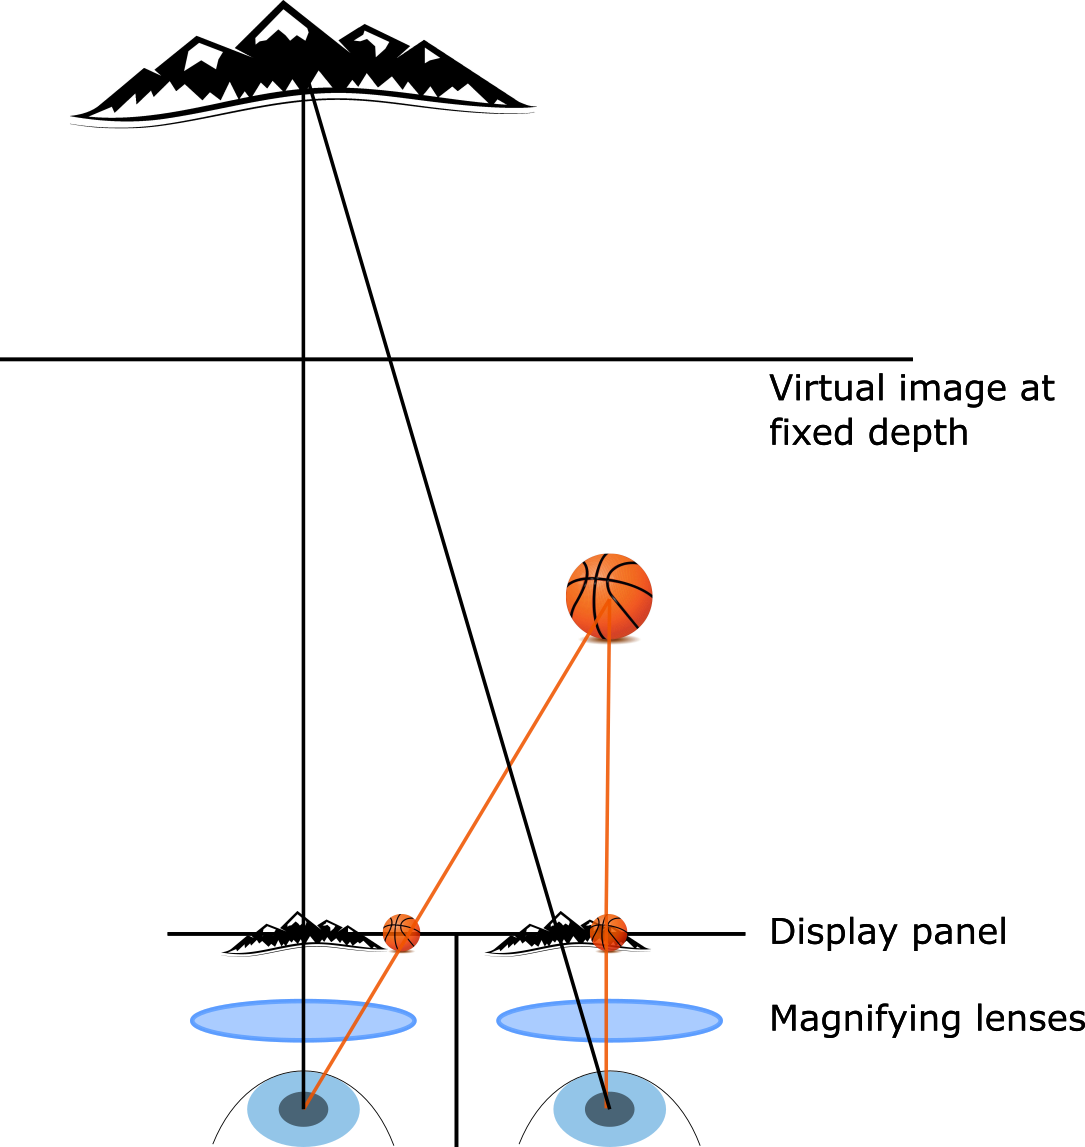 Virtual image at
fixed depth
Display panel
Magnifying lenses